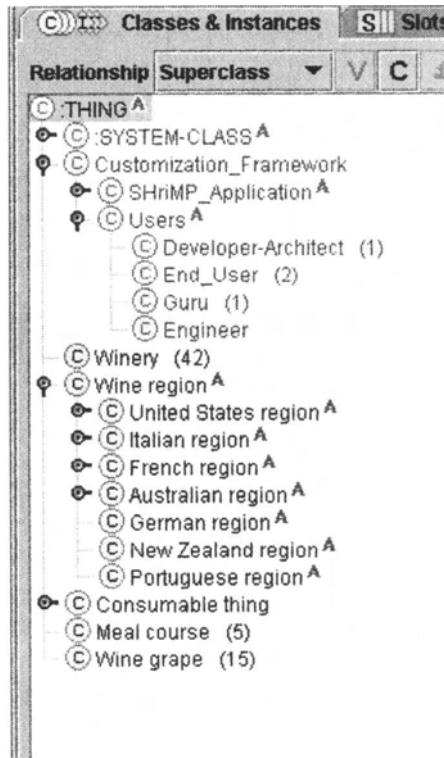 C I Classes & Instances S Slots
Relationship Superclass V C
C :THING A
C :SYSTEM-CLASS A
C Customization_Framework
C SHriMP_Application A
C Users A
C Developer-Architect (1)
C End_User (2)
C Guru (1)
C Engineer
C Winery (42)
C Wine region A
C United States region A
C Italian region A
C French region A
C Australian region A
C German region A
C New Zealand region A
C Portuguese region A
C Consumable thing
C Meal course (5)
C Wine grape (15)